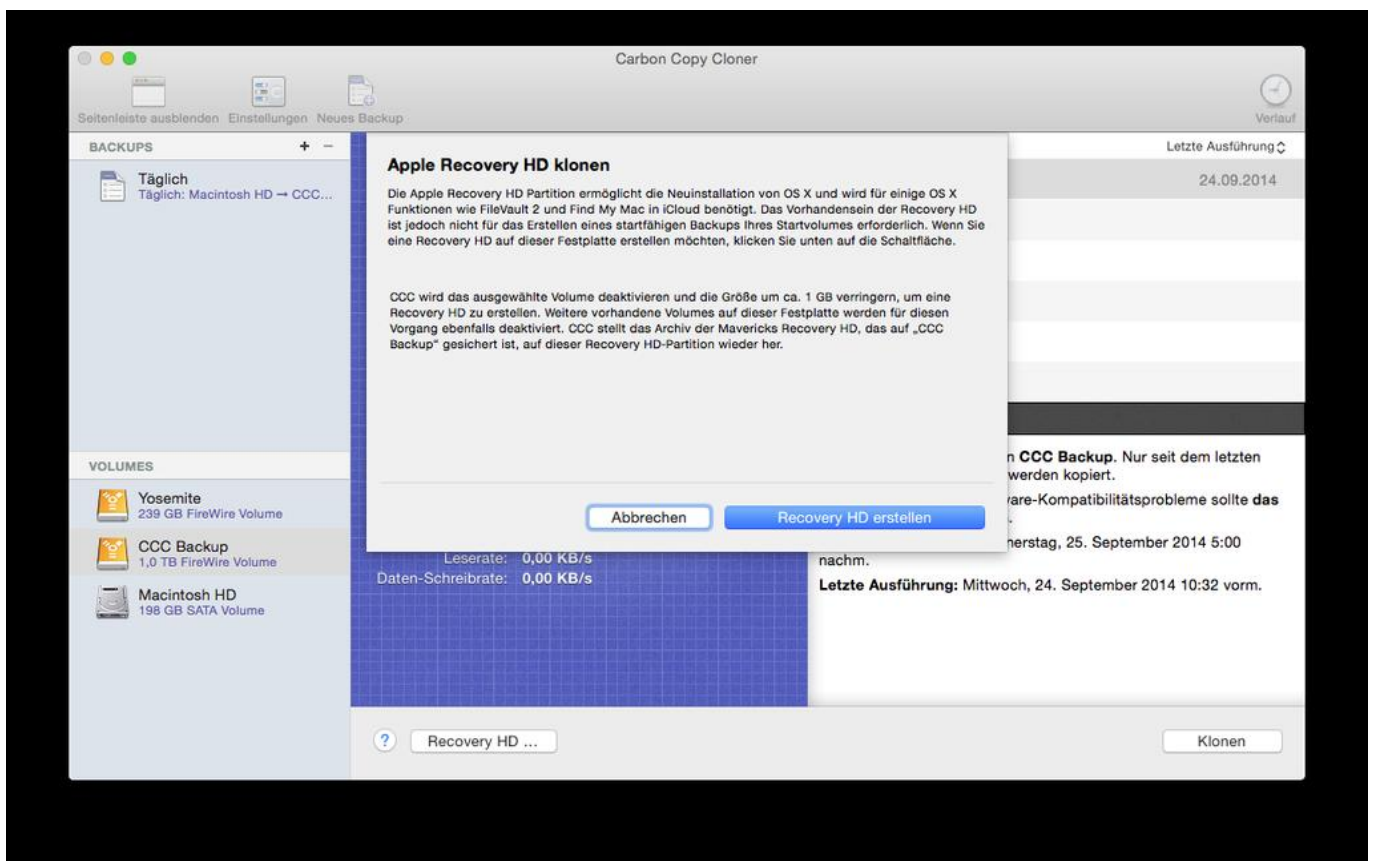 Carbon Copy Cloner
Seitenleiste ausblenden Einstellungen Neues Backup
Verlauf
BACKUPS + −
Täglich
Täglich: Macintosh HD → CCC...
VOLUMES
Yosemite
239 GB FireWire Volume
CCC Backup
1,0 TB FireWire Volume
Macintosh HD
198 GB SATA Volume
Apple Recovery HD klonen
Die Apple Recovery HD Partition ermöglicht die Neuinstallation von OS X und wird für einige OS X
Funktionen wie FileVault 2 und Find My Mac in iCloud benötigt. Das Vorhandensein der Recovery HD
ist jedoch nicht für das Erstellen eines startfähigen Backups Ihres Startvolumes erforderlich. Wenn Sie
eine Recovery HD auf dieser Festplatte erstellen möchten, klicken Sie unten auf die Schaltfläche.
CCC wird das ausgewählte Volume deaktivieren und die Größe um ca. 1 GB verringern, um eine
Recovery HD zu erstellen. Weitere vorhandene Volumes auf dieser Festplatte werden für diesen
Vorgang ebenfalls deaktiviert. CCC stellt das Archiv der Mavericks Recovery HD, das auf „CCC
Backup“ gesichert ist, auf dieser Recovery HD-Partition wieder her.
Abbrechen
Recovery HD erstellen
Leserate: 0,00 KB/s
Daten-Schreibrate: 0,00 KB/s
Letzte Ausführung
24.09.2014
n CCC Backup. Nur seit dem letzten
werden kopiert.
vare-Kompatibilitätsprobleme sollte das
nerstag, 25. September 2014 5:00
nachm.
Letzte Ausführung: Mittwoch, 24. September 2014 10:32 vorm.
? Recovery HD ...
Klonen